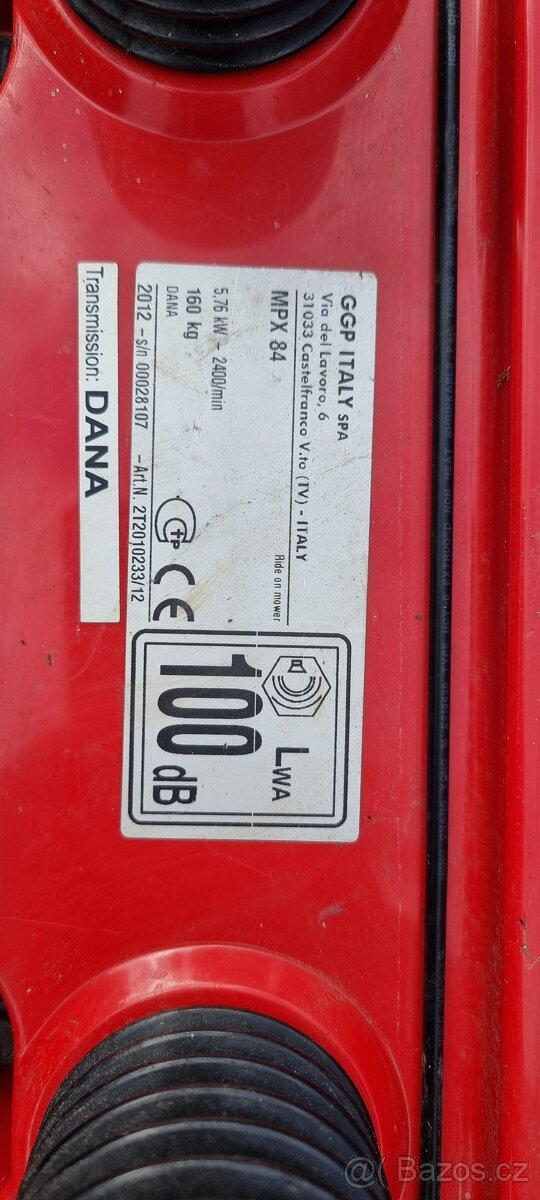 GGP ITALY SPA
Via del Lavoro, 6
31033 Castelfranco V.to (TV) - ITALY
MPX 84
Ride on mower
5,76 kW - 2400/min
160 kg
DANA
2012 - s/n 00028107 - Art.N. 2T2010233/12
CE
LWA
100 dB
Transmission: DANA
© Bazos.cz